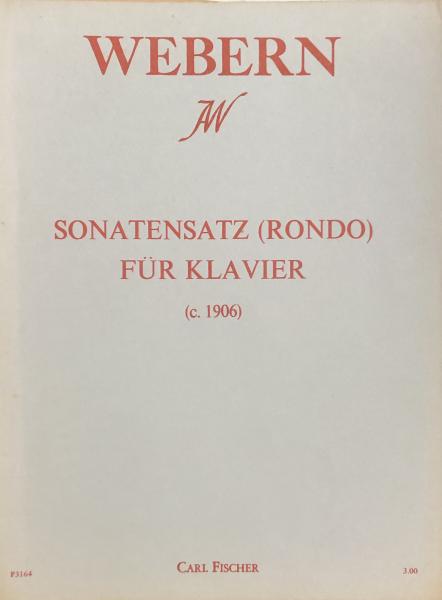 WEBERN
AW
SONATENSATZ (RONDO)
FÜR KLAVIER
(c. 1906)
P3164 CARL FISCHER 3.00